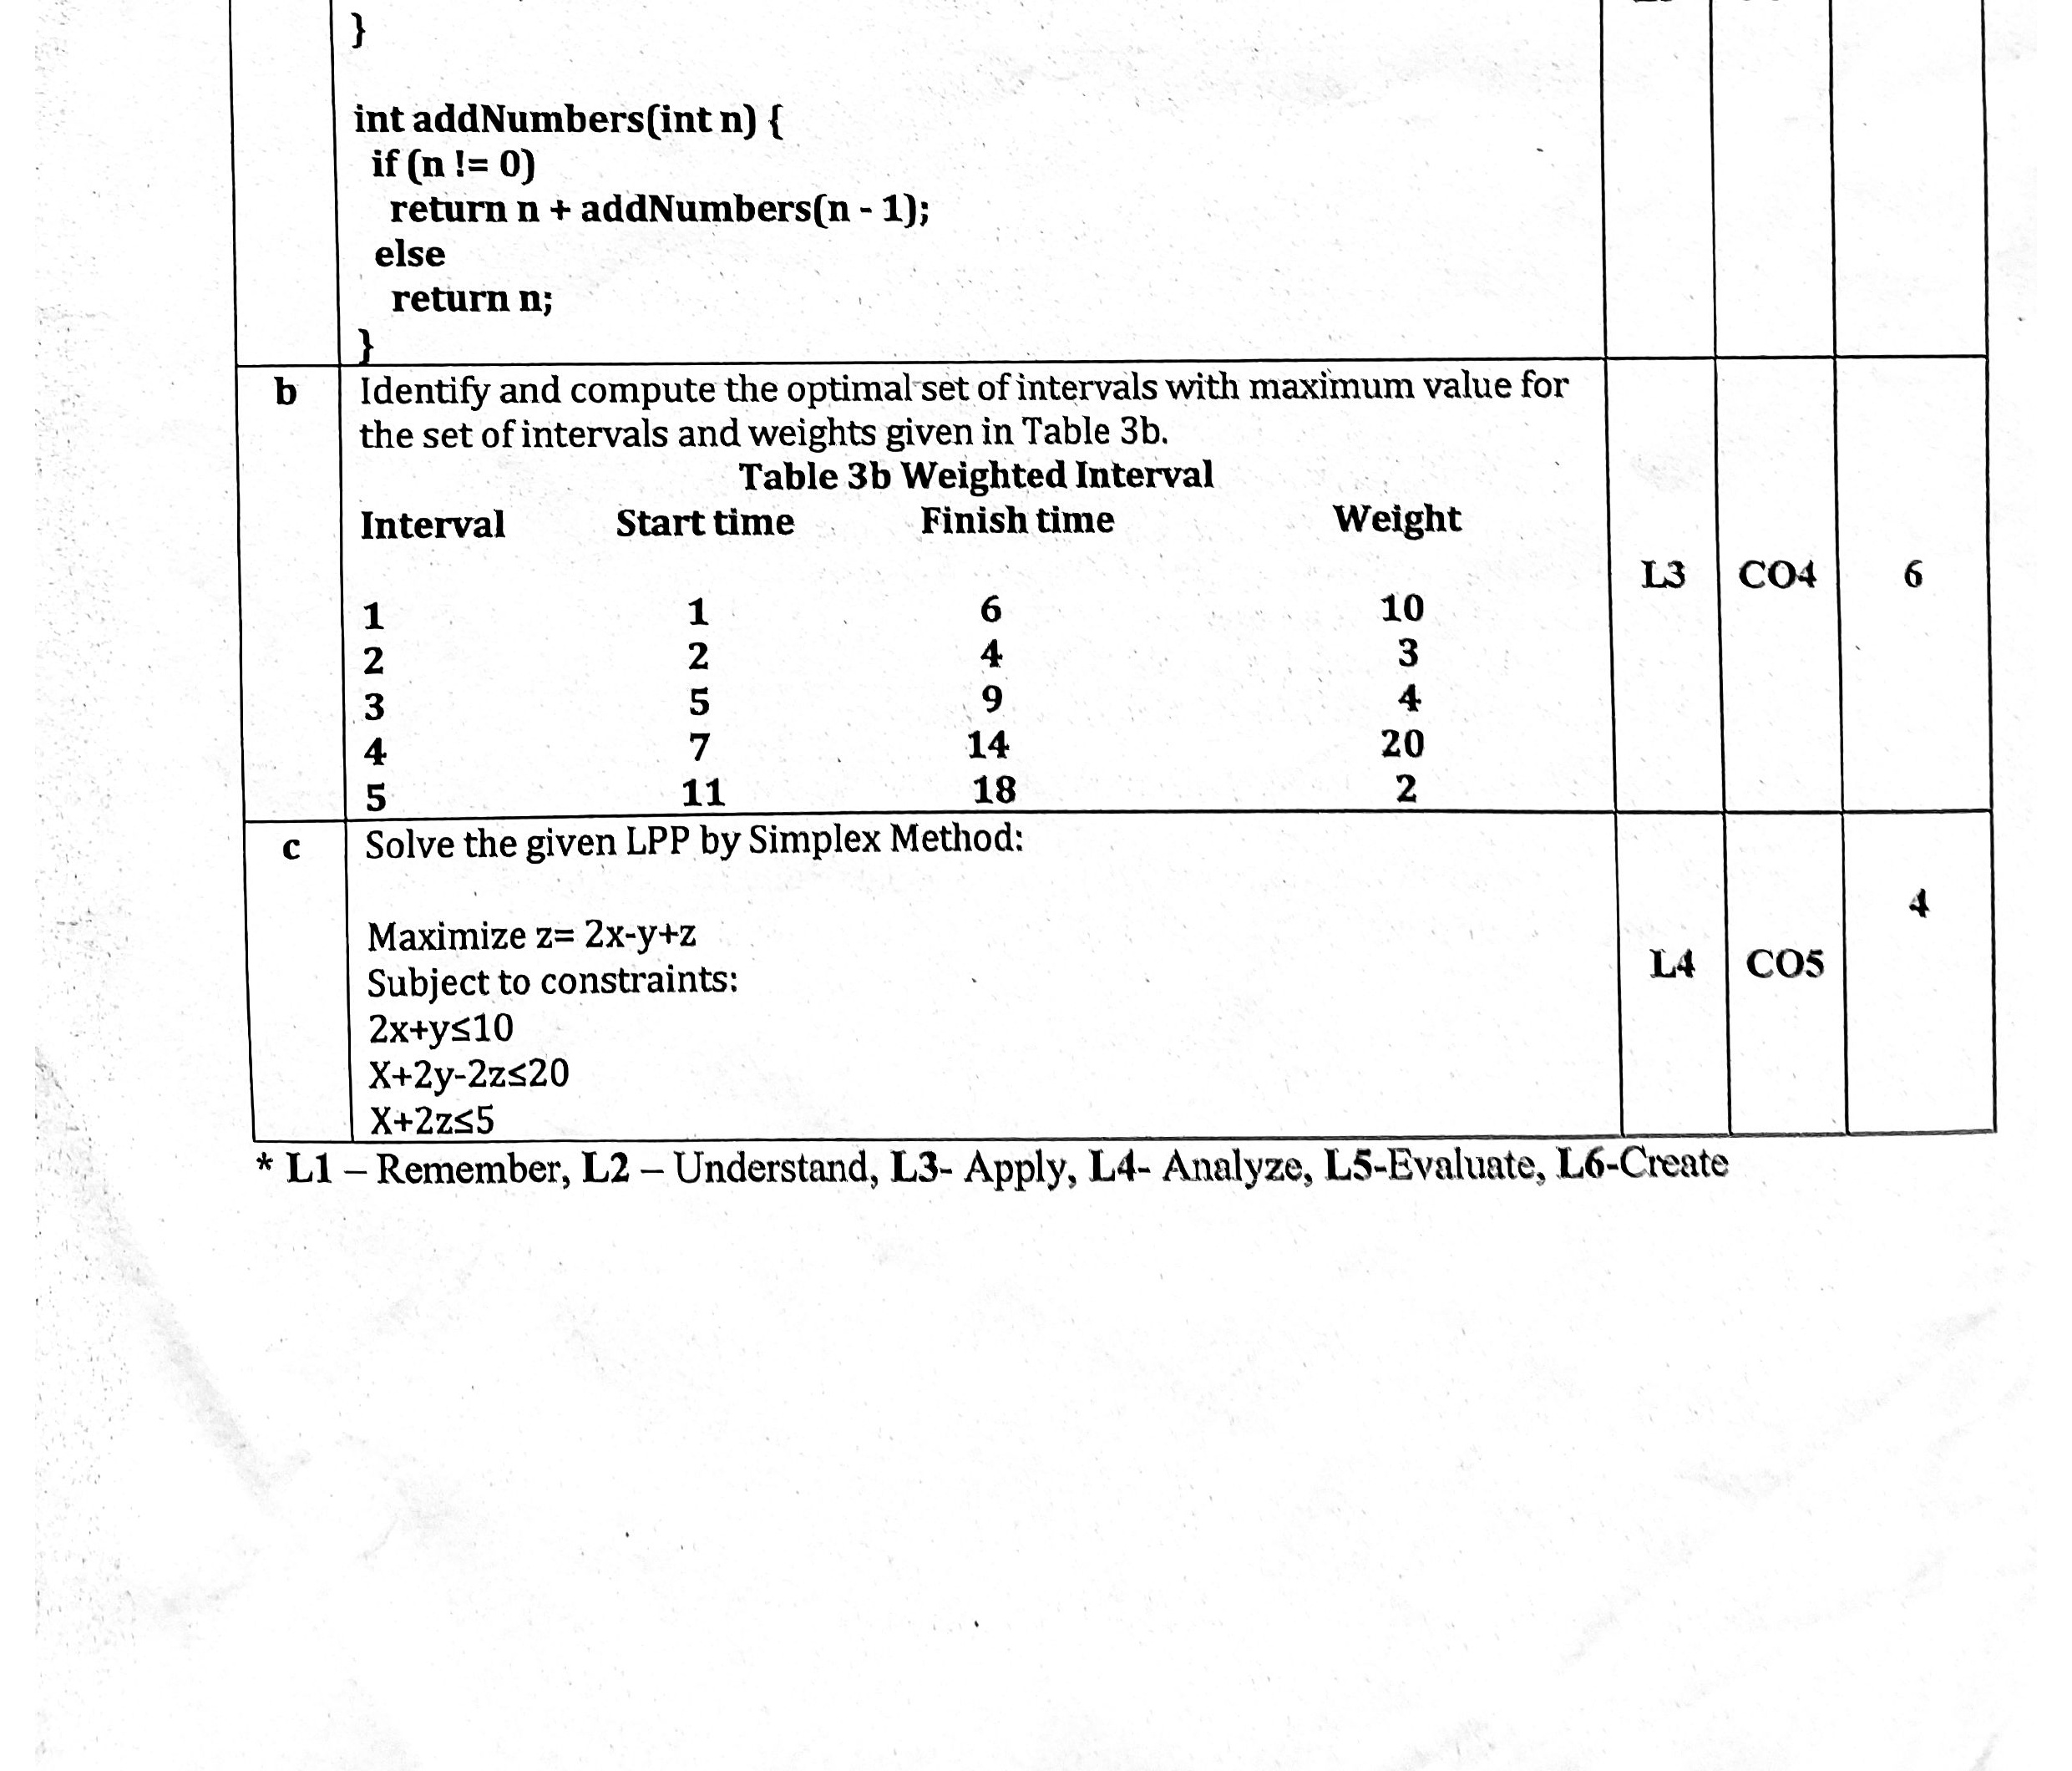 }
int addNumbers(int n) {
if (n != 0)
return n + addNumbers(n - 1);
else
return n;
}
b Identify and compute the optimal set of intervals with maximum value for
the set of intervals and weights given in Table 3b.
Table 3b Weighted Interval
Interval Start time Finish time Weight
L3 CO4 6
1 1 6 10
2 2 4 3
3 5 9 4
4 7 14 20
5 11 18 2
c Solve the given LPP by Simplex Method:
4
Maximize z= 2x-y+z
L4 CO5
Subject to constraints:
2x+y≤10
X+2y-2z≤20
X+2z≤5
* L1 – Remember, L2 – Understand, L3- Apply, L4- Analyze, L5-Evaluate, L6-Create